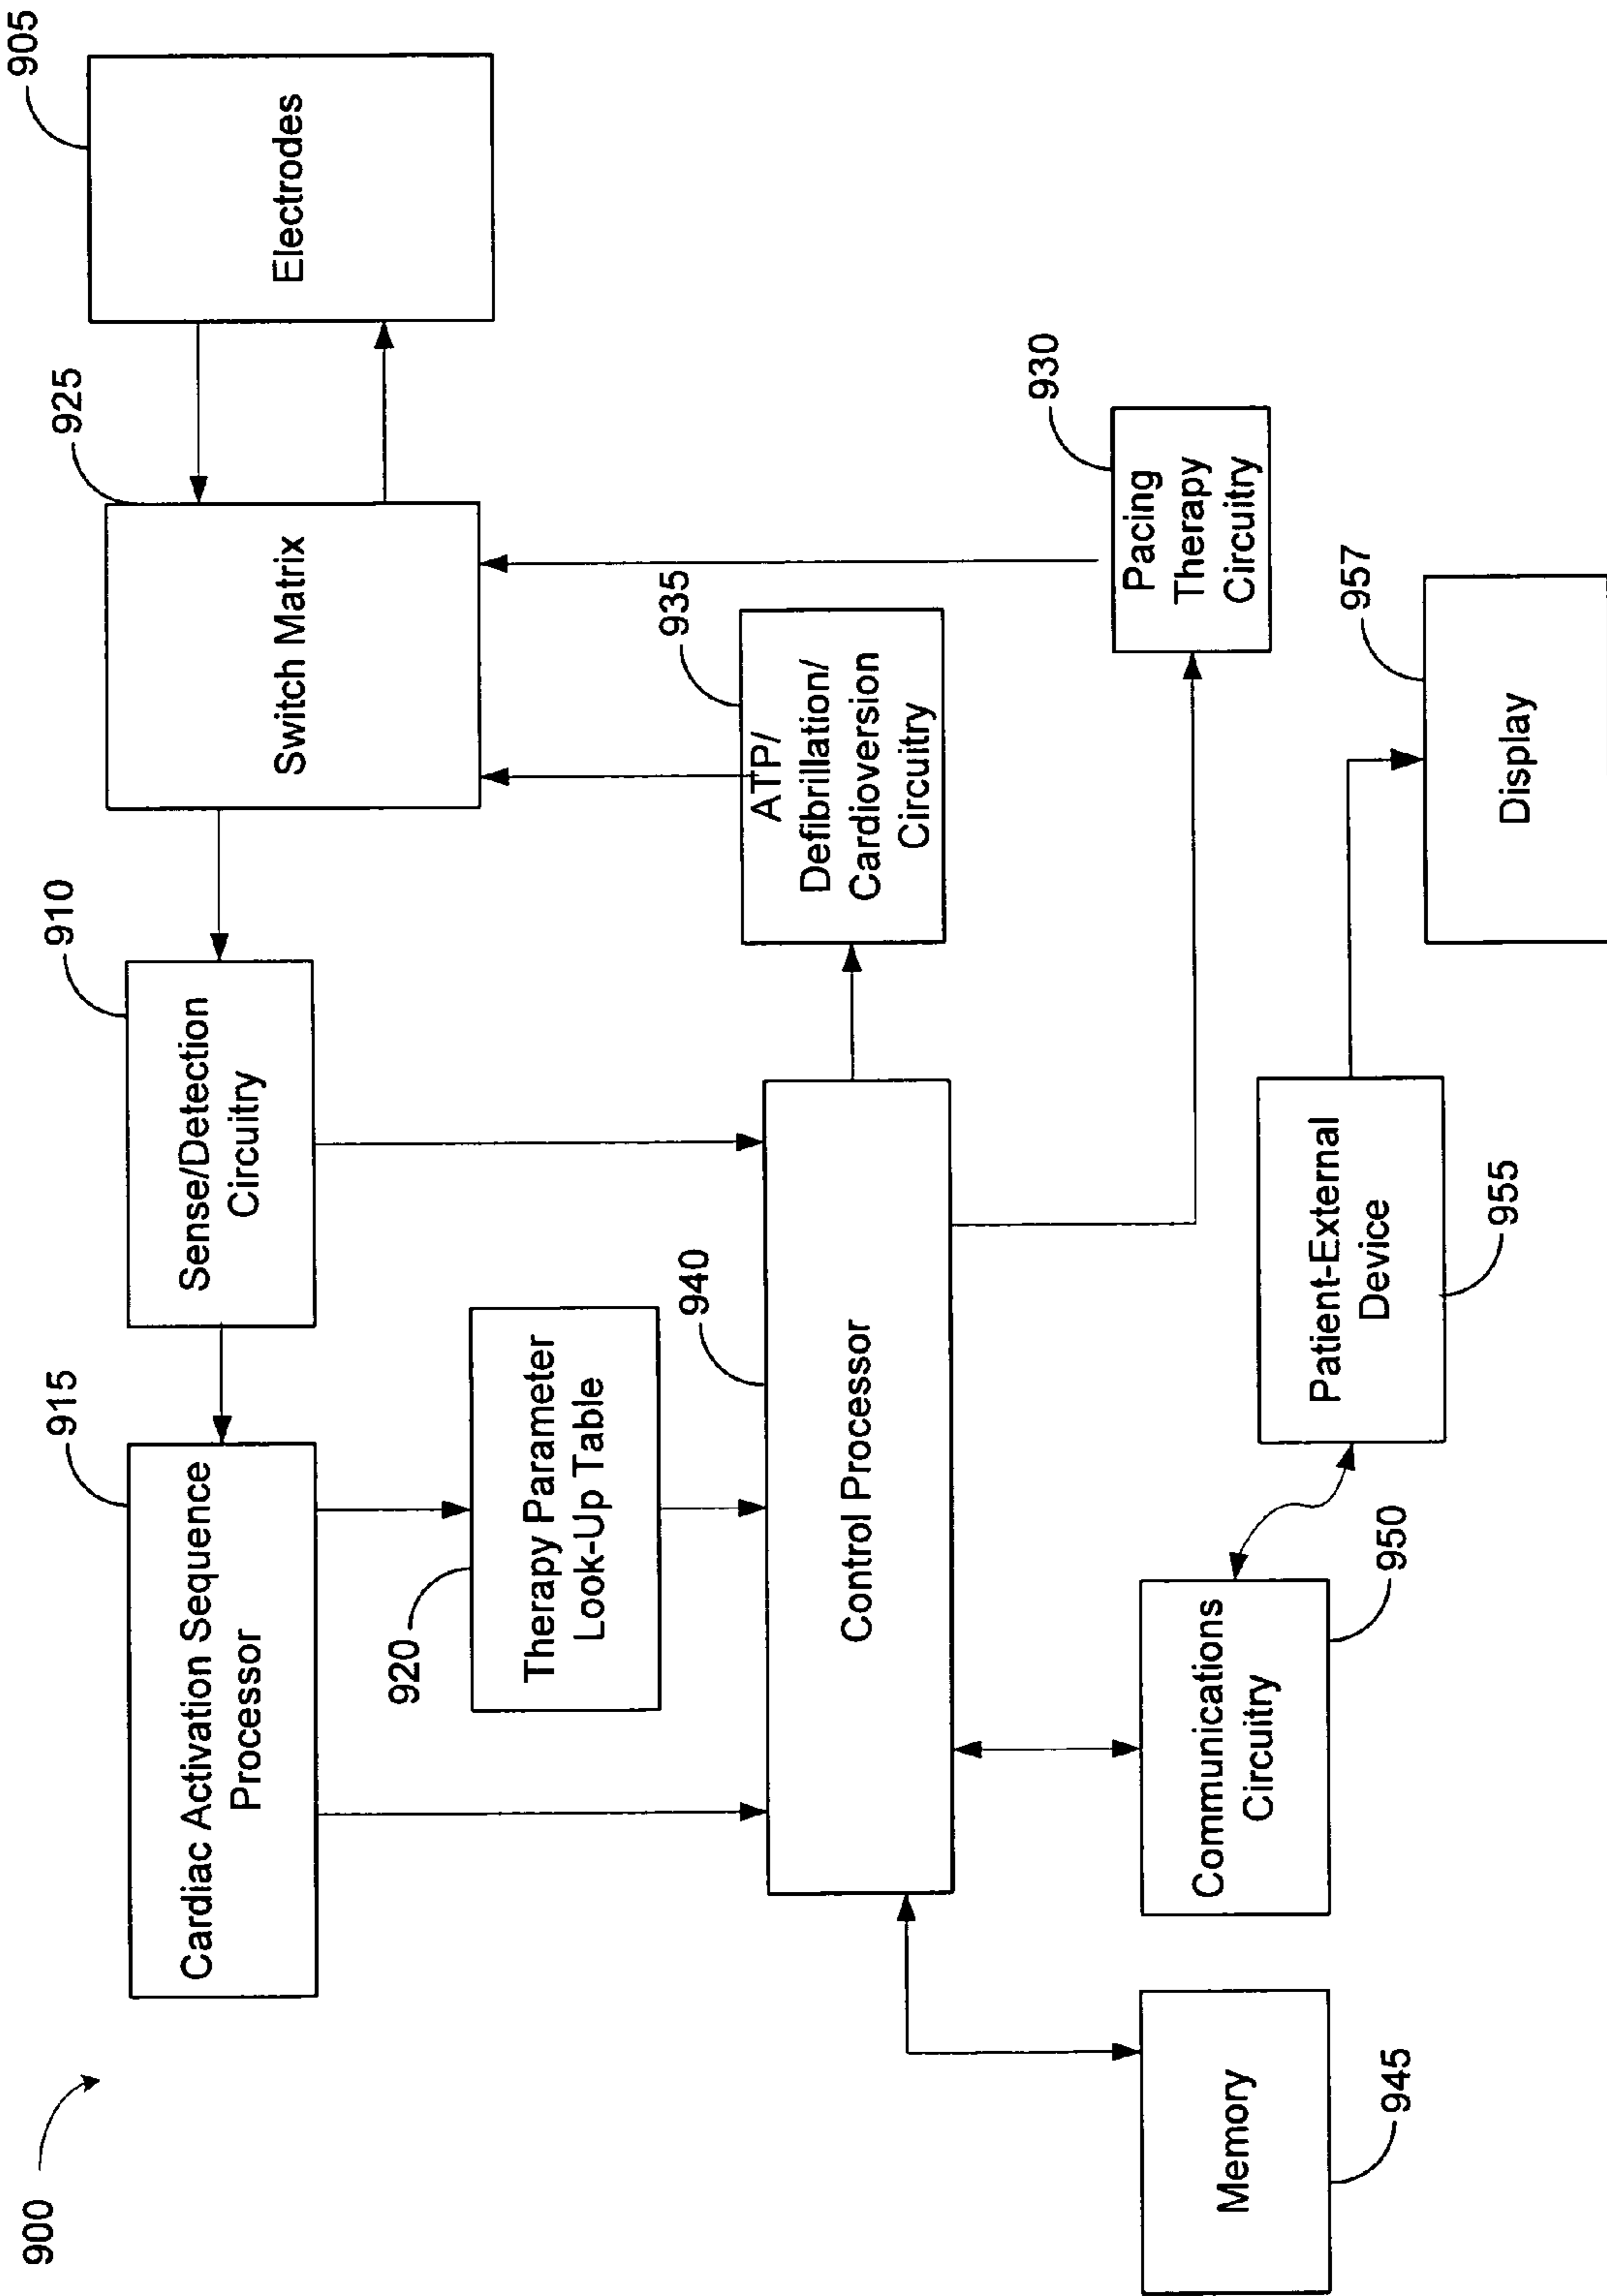 900
915
Cardiac Activation Sequence
Processor
910
Sense/Detection
Circuitry
925
Switch Matrix
905
Electrodes
920
Therapy Parameter
Look-Up Table
940
Control Processor
935
ATP/
Defibrillation/
Cardioversion
Circuitry
930
Pacing
Therapy
Circuitry
Memory
945
Communications
Circuitry
950
Patient-External
Device
955
957
Display